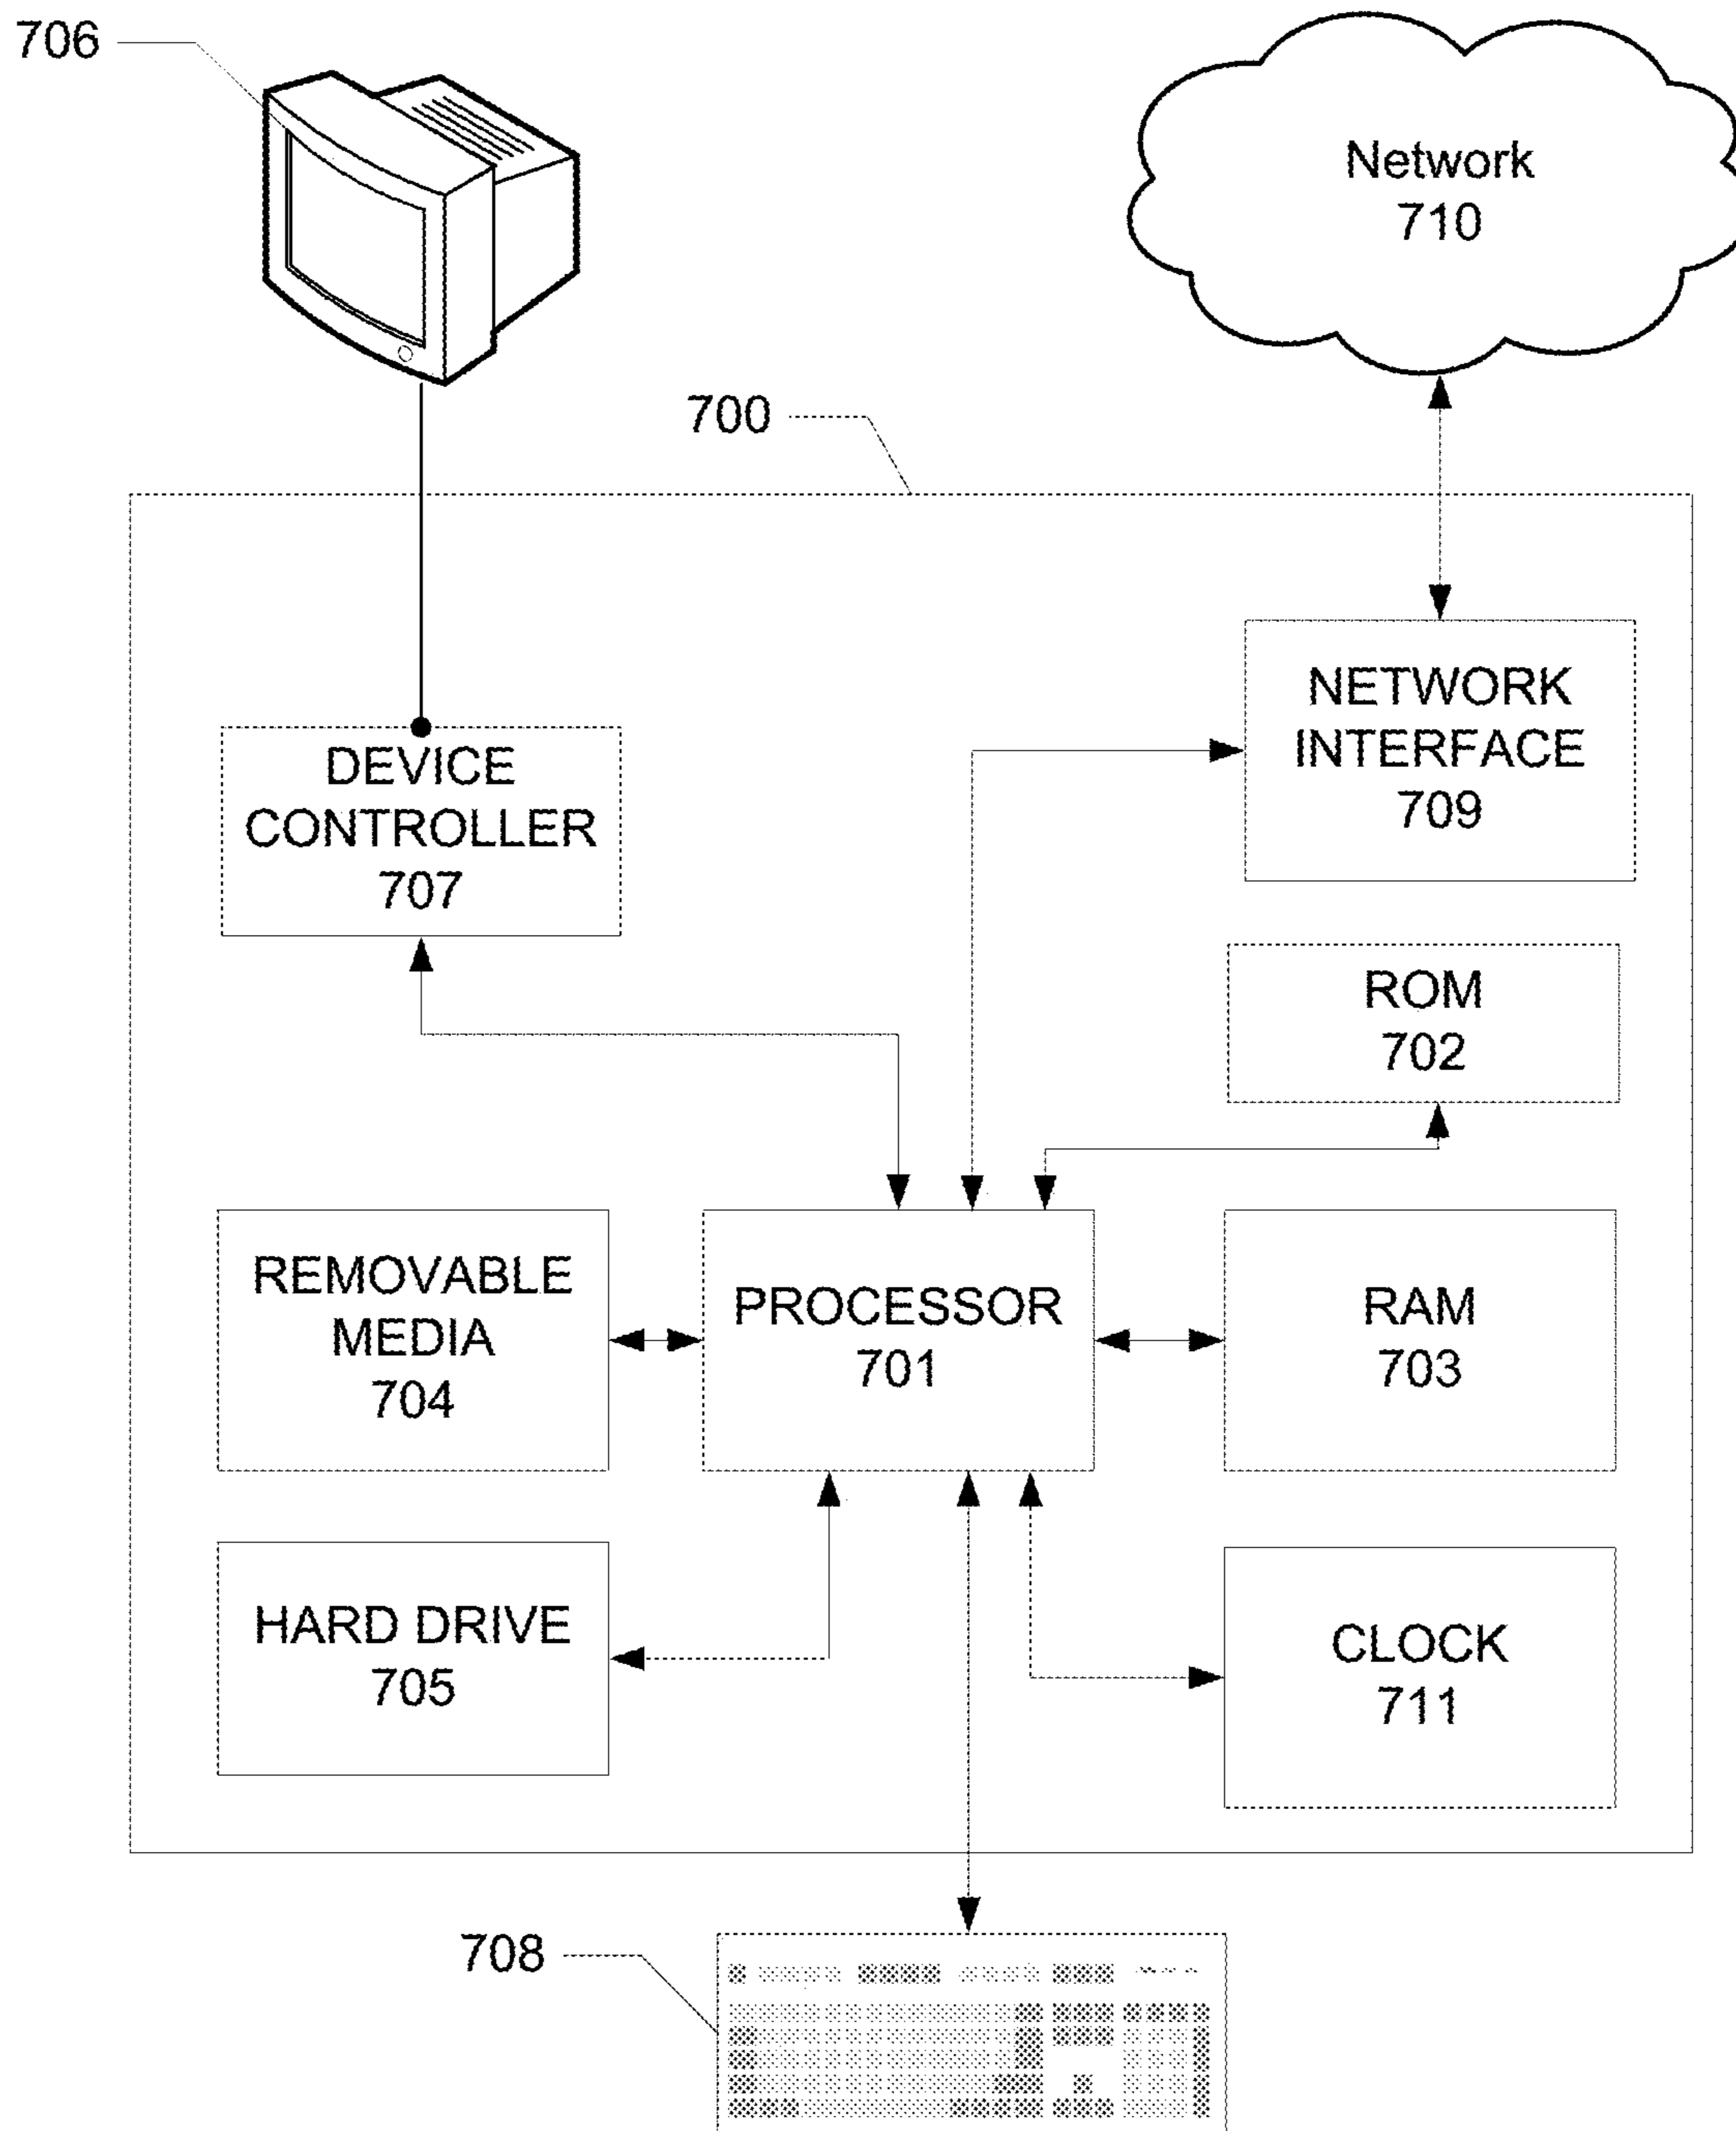 706
Network
710
700
NETWORK
INTERFACE
709
DEVICE
CONTROLLER
707
ROM
702
REMOVABLE
MEDIA
704
PROCESSOR
701
RAM
703
HARD DRIVE
705
CLOCK
711
708